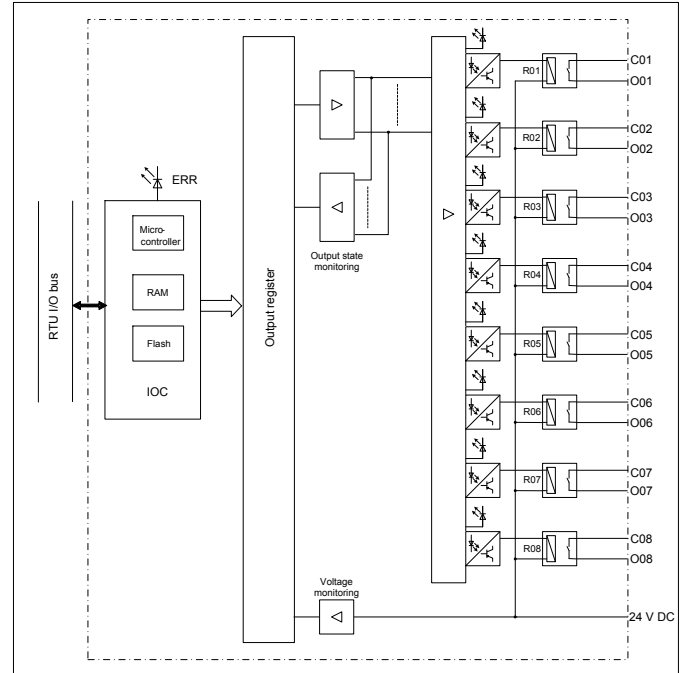 ERR
RTU I/O bus
Micro-
controller
RAM
Flash
IOC
Output register
Output state
monitoring
Voltage
monitoring
R01
C01
O01
R02
C02
O02
R03
C03
O03
R04
C04
O04
R05
C05
O05
R06
C06
O06
R07
C07
O07
R08
C08
O08
24 V DC